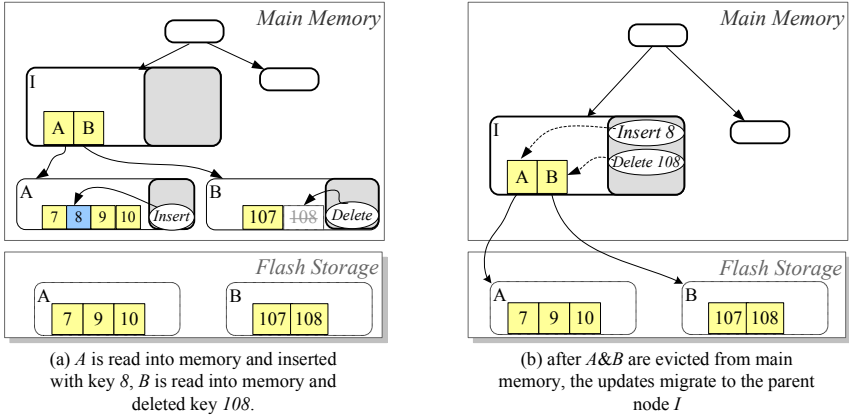 Main Memory
I
A B
A
7 8 9 10
Insert
B
107 108
Delete
Flash Storage
A
7 9 10
B
107 108
(a) A is read into memory and inserted
with key 8, B is read into memory and
deleted key 108.
Main Memory
I
Insert 8
Delete 108
A B
Flash Storage
A
7 9 10
B
107 108
(b) after A&B are evicted from main
memory, the updates migrate to the parent
node I